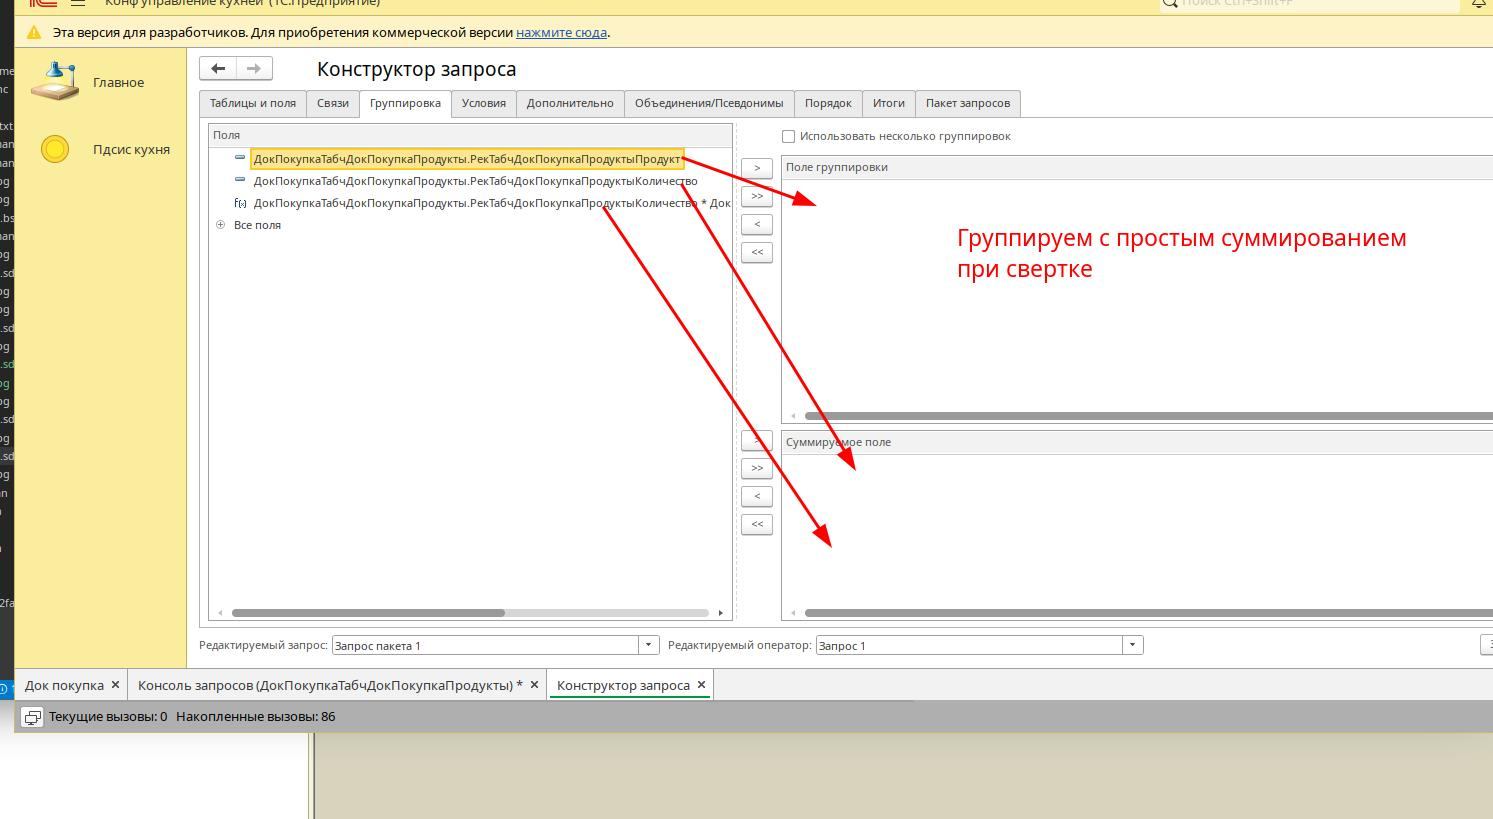 Конф управление кухней (1С:Предприятие)
Поиск Ctrl+Shift+F
Эта версия для разработчиков. Для приобретения коммерческой версии нажмите сюда.
Главное
Пдсис кухня
Конструктор запроса
Таблицы и поля Связи Группировка Условия Дополнительно Объединения/Псевдонимы Порядок Итоги Пакет запросов
Поля
ДокПокупкаТабчДокПокупкаПродукты.РекТабчДокПокупкаПродуктыПродукт
ДокПокупкаТабчДокПокупкаПродукты.РекТабчДокПокупкаПродуктыКоличество
ДокПокупкаТабчДокПокупкаПродукты.РекТабчДокПокупкаПродуктыКоличество * Док
Все поля
>
>>
<
<<
Использовать несколько группировок
Поле группировки
Группируем с простым суммированием
при свертке
>
>>
<
<<
Суммируемое поле
Редактируемый запрос: Запрос пакета 1 Редактируемый оператор: Запрос 1
Док покупка Консоль запросов (ДокПокупкаТабчДокПокупкаПродукты) * Конструктор запроса
Текущие вызовы: 0 Накопленные вызовы: 86